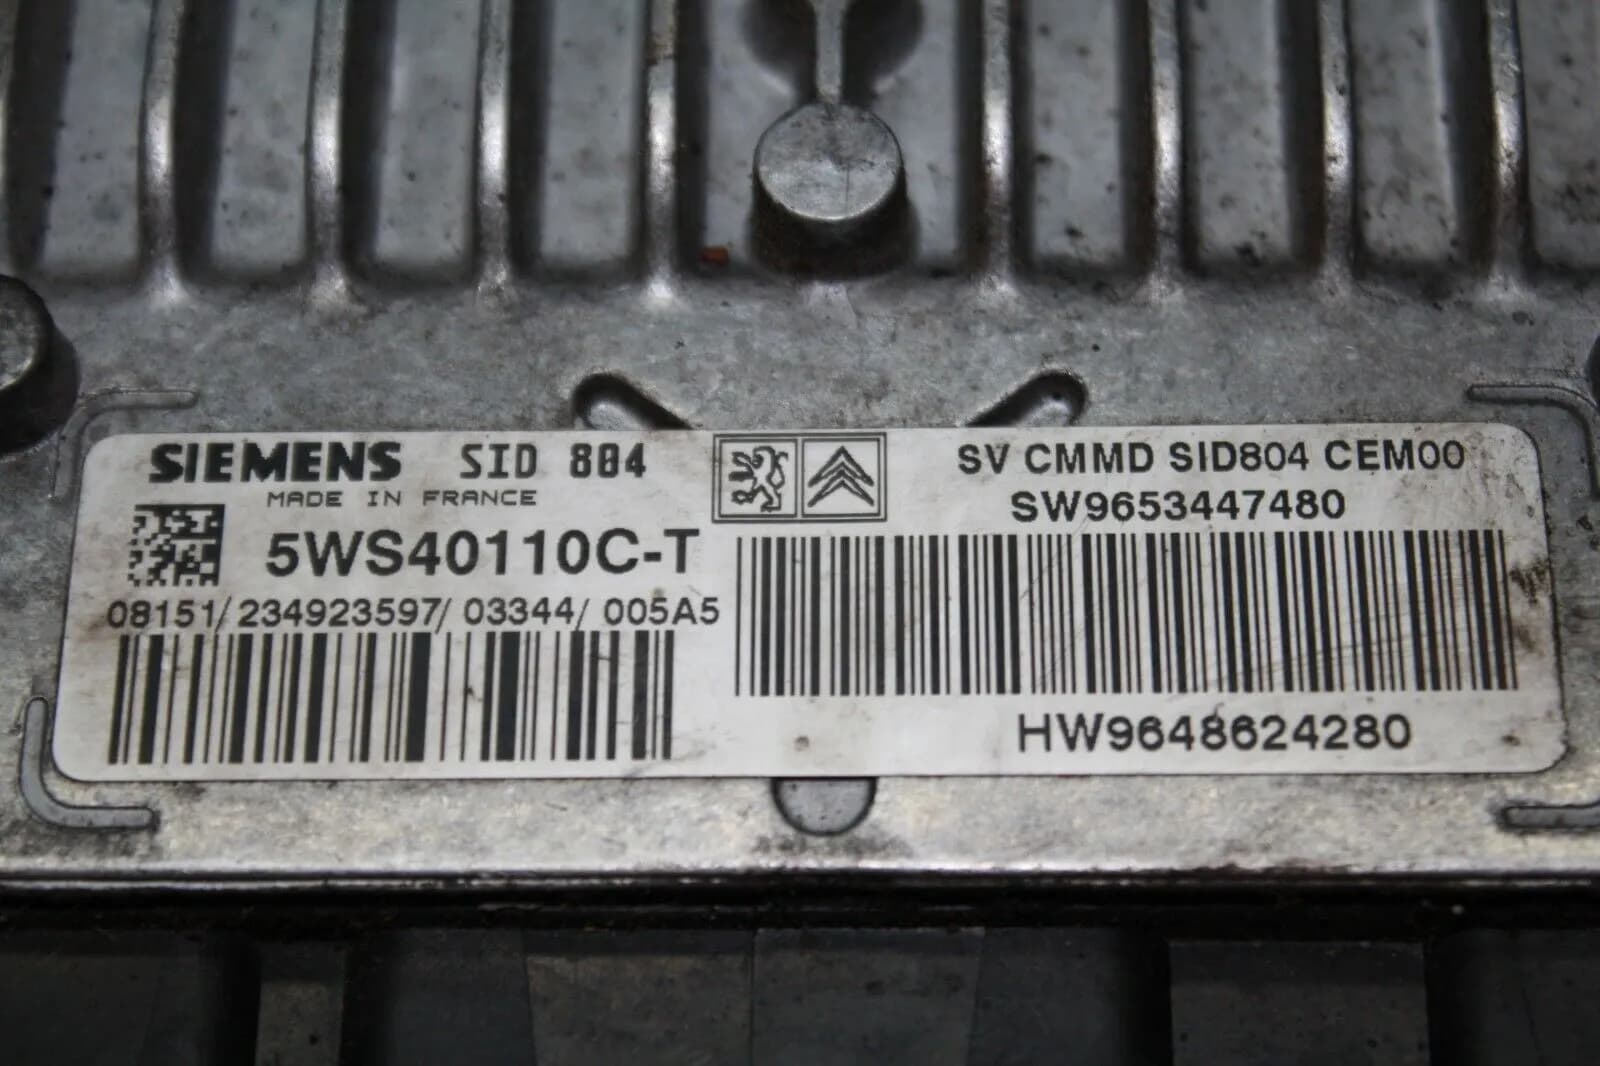 SIEMENS SID 804
MADE IN FRANCE
5WS40110C-T
08151/234923597/03344/005A5
SV CMMD SID804 CEM00
SW9653447480
HW9648624280